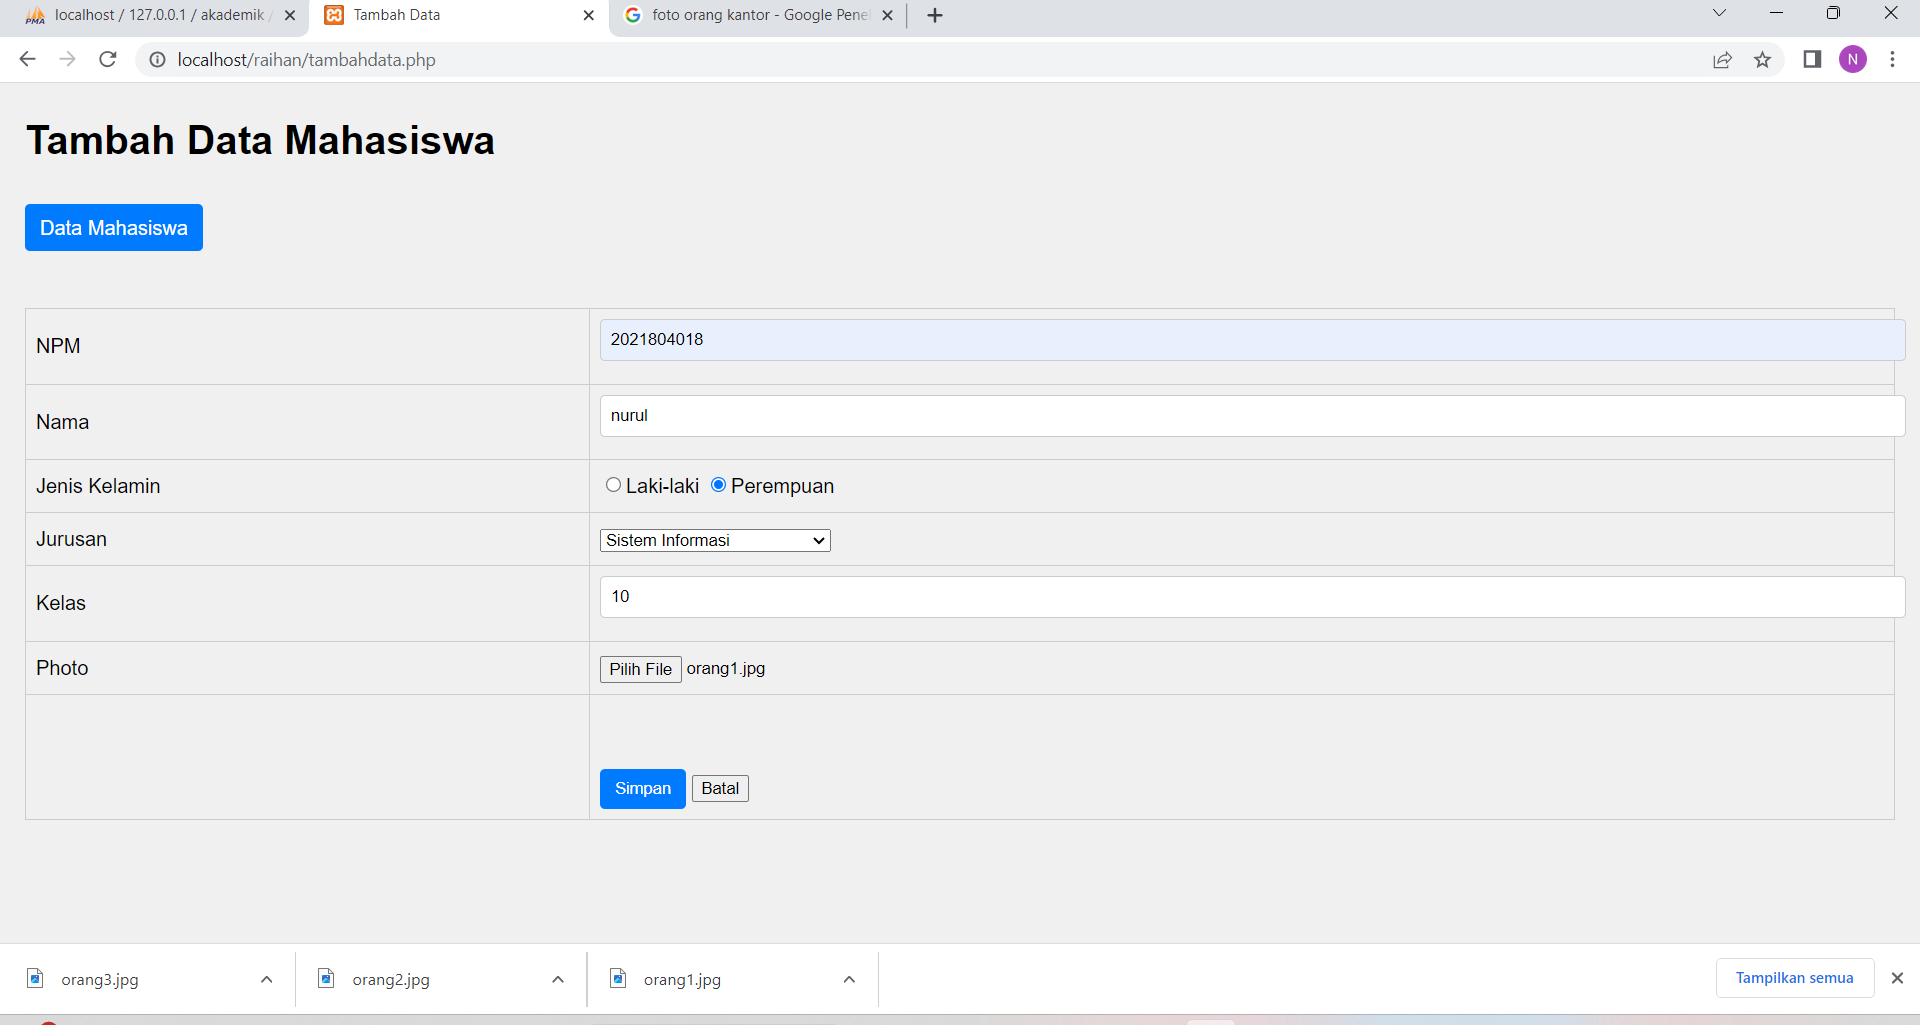 PMA localhost / 127.0.0.1 / akademik Tambah Data foto orang kantor - Google Pene
localhost/raihan/tambahdata.php N
Tambah Data Mahasiswa
Data Mahasiswa
NPM 2021804018
Nama nurul
Jenis Kelamin Laki-laki Perempuan
Jurusan Sistem Informasi
Kelas 10
Photo Pilih File orang1.jpg
Simpan Batal
orang3.jpg orang2.jpg orang1.jpg Tampilkan semua